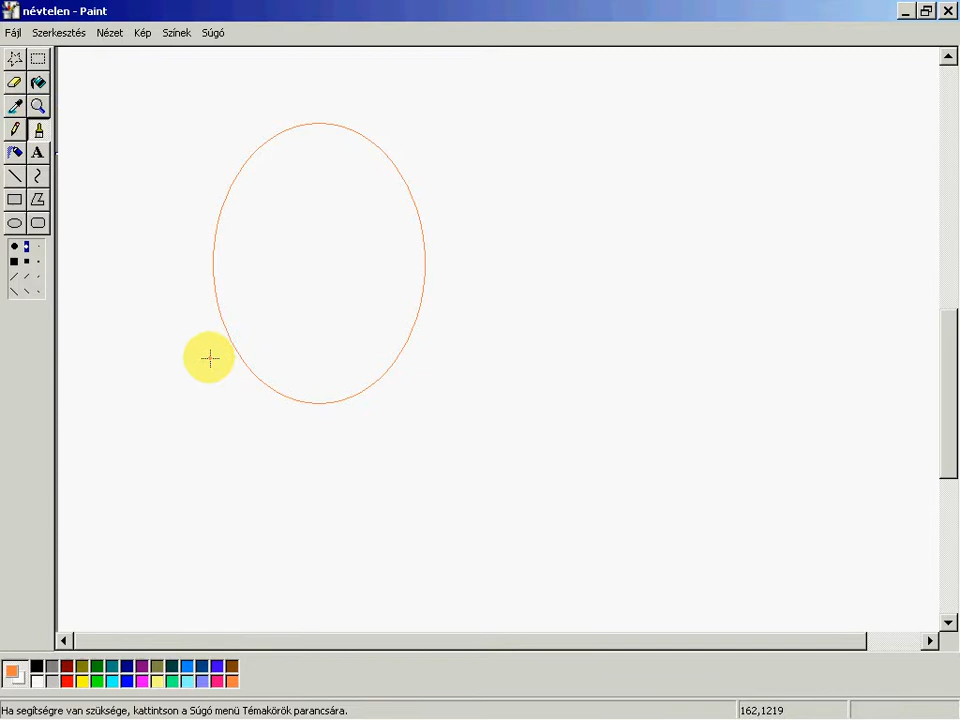 névtelen - Paint
Fájl Szerkesztés Nézet Kép Színek Súgó
A
Ha segítségre van szüksége, kattintson a Súgó menü Témakörök parancsára.
162,1219